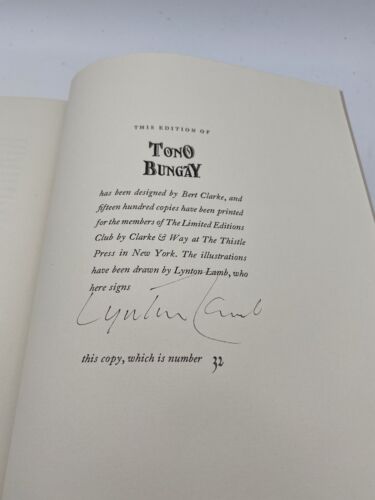 THIS EDITION OF
TONO
BUNGAY
has been designed by Bert Clarke, and
fifteen hundred copies have been printed
for the members of The Limited Editions
Club by Clarke & Way at The Thistle
Press in New York. The illustrations
have been drawn by Lynton Lamb, who
here signs
Lynton Lamb
this copy, which is number 32